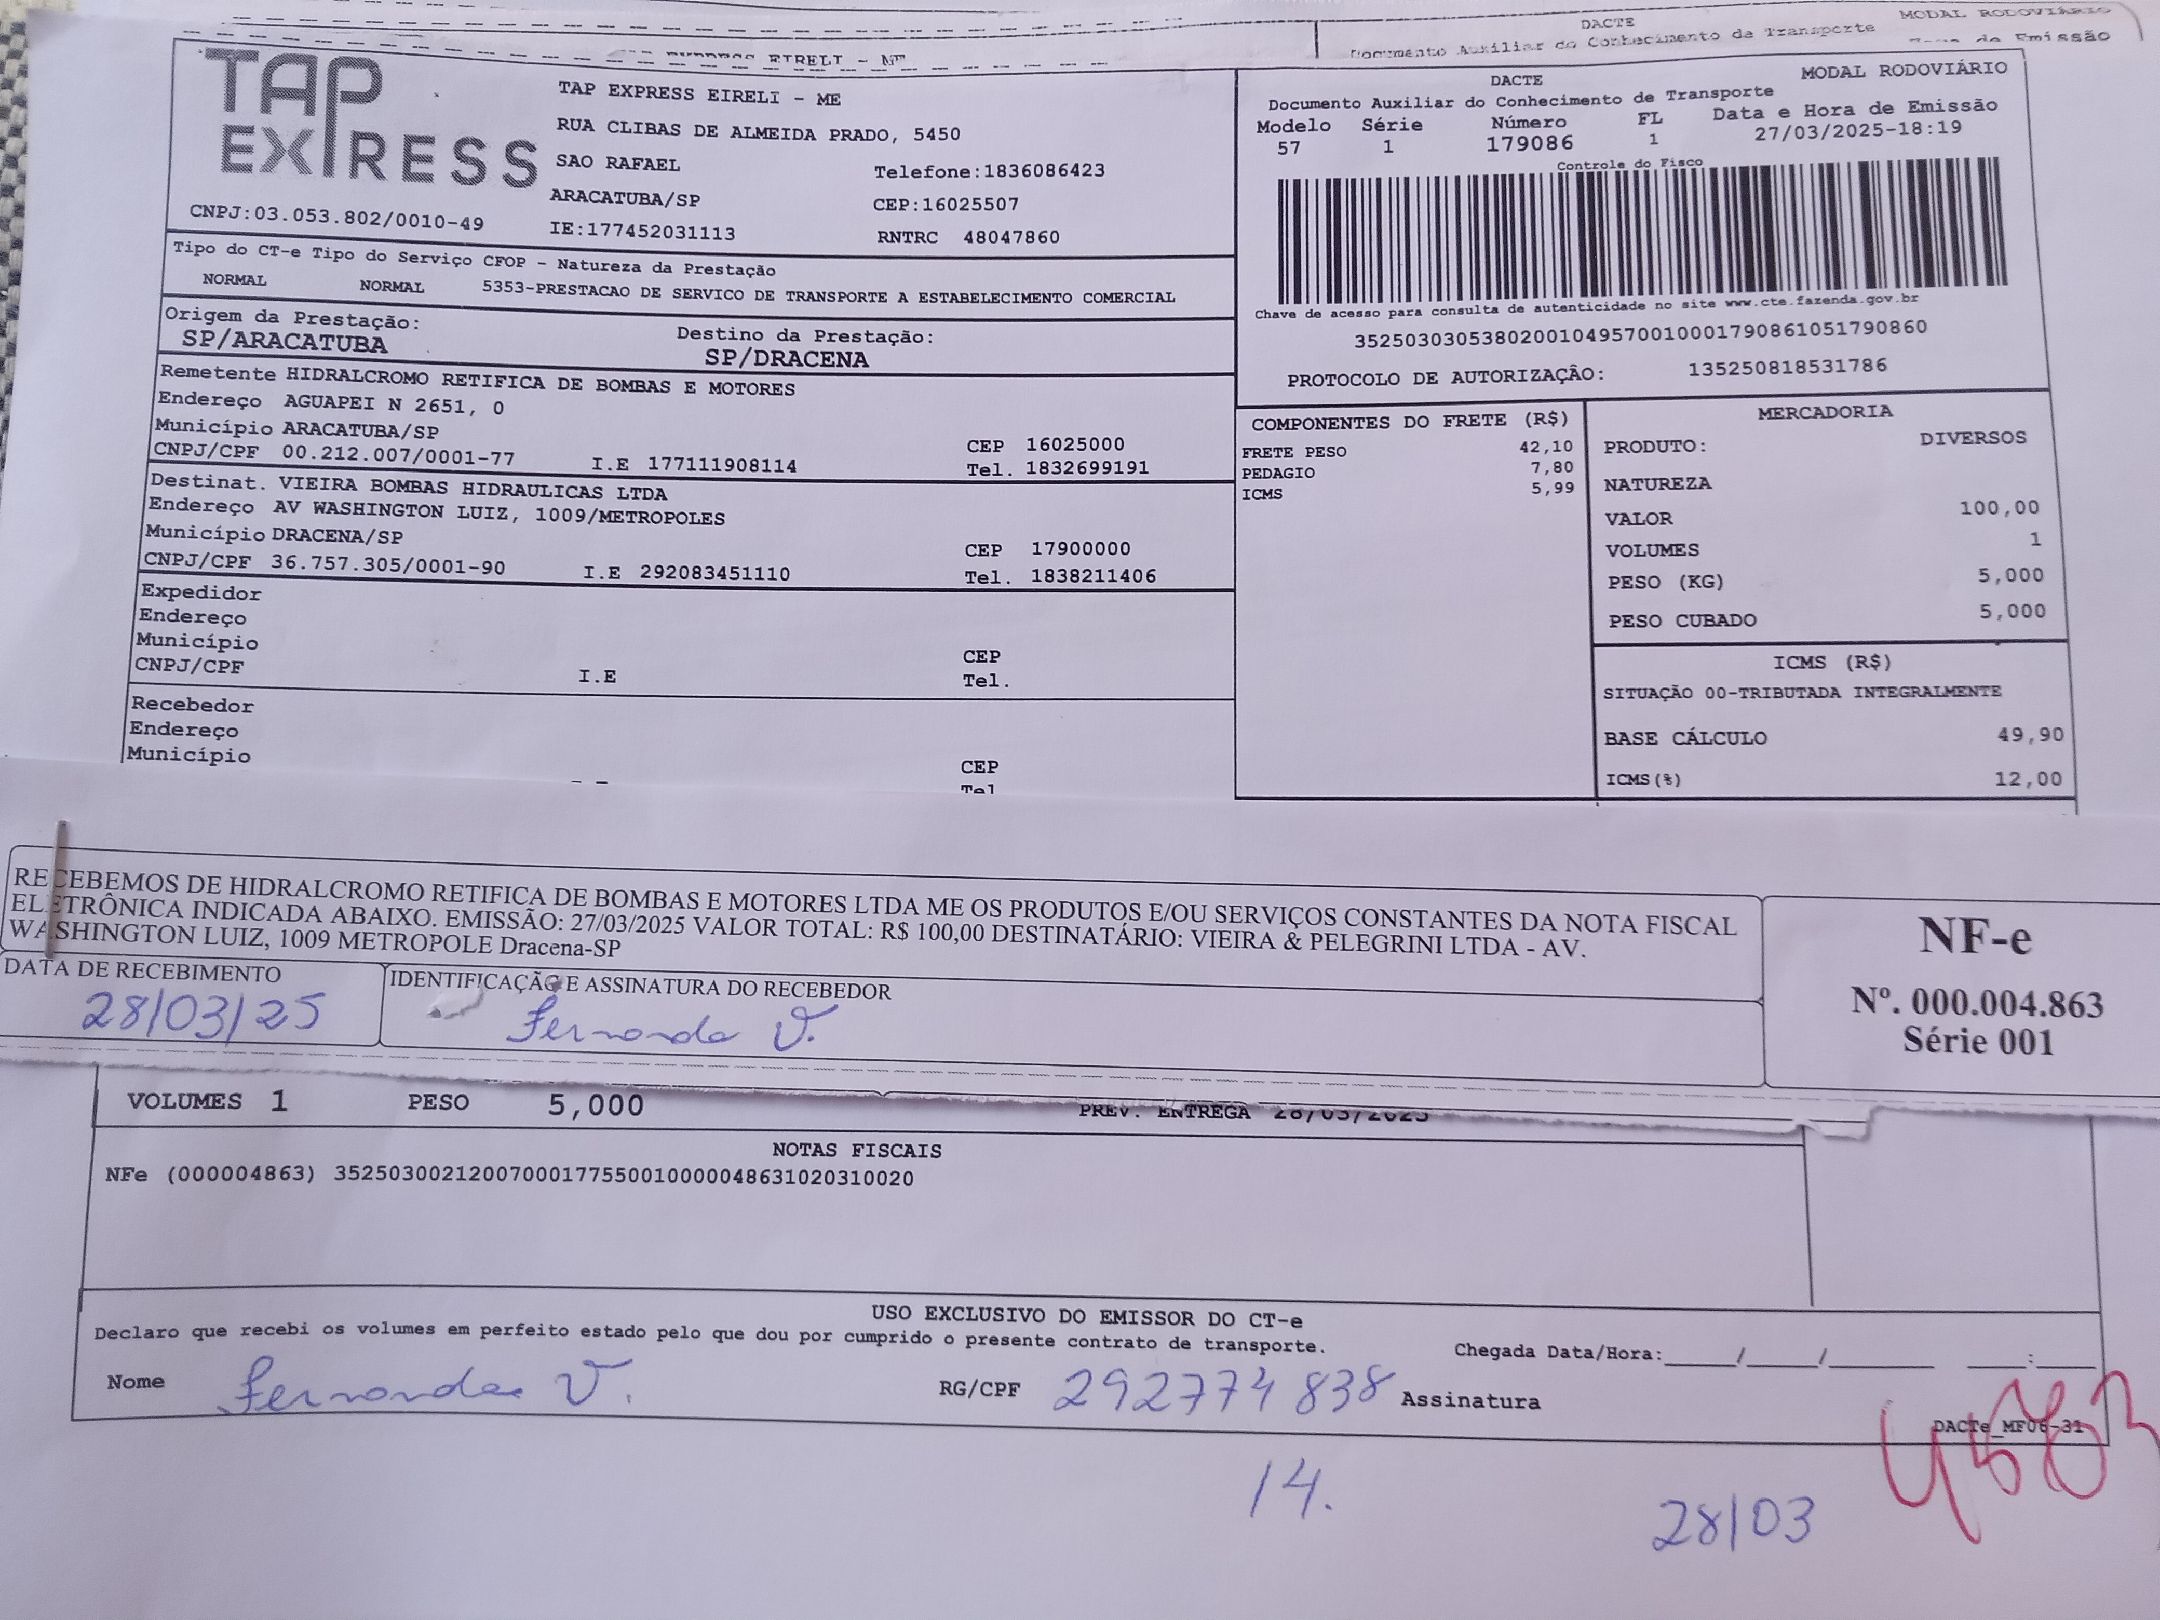 DACTE
MODAL RODOVIÁRIO
Documento Auxiliar do Conhecimento de Transporte
de Emissão
EIRELI - ME
TAP EXPRESS
TAP EXPRESS EIRELI - ME
RUA CLIBAS DE ALMEIDA PRADO, 5450
SAO RAFAEL
Telefone:1836086423
ARACATUBA/SP
CEP:16025507
CNPJ:03.053.802/0010-49
IE:177452031113
RNTRC 48047860
DACTE
MODAL RODOVIÁRIO
Documento Auxiliar do Conhecimento de Transporte
Modelo Série Número FL Data e Hora de Emissão
57 1 179086 1 27/03/2025-18:19
Controle do Fisco
Chave de acesso para consulta de autenticidade no site www.cte.fazenda.gov.br
35250303053802001049570010001790861051790860
PROTOCOLO DE AUTORIZAÇÃO: 135250818531786
Tipo do CT-e Tipo do Serviço CFOP - Natureza da Prestação
NORMAL NORMAL 5353-PRESTACAO DE SERVICO DE TRANSPORTE A ESTABELECIMENTO COMERCIAL
Origem da Prestação: Destino da Prestação:
SP/ARACATUBA SP/DRACENA
Remetente HIDRALCROMO RETIFICA DE BOMBAS E MOTORES
Endereço AGUAPEI N 2651, 0
Município ARACATUBA/SP CEP 16025000
CNPJ/CPF 00.212.007/0001-77 I.E 177111908114 Tel. 1832699191
Destinat. VIEIRA BOMBAS HIDRAULICAS LTDA
Endereço AV WASHINGTON LUIZ, 1009/METROPOLES
Município DRACENA/SP CEP 17900000
CNPJ/CPF 36.757.305/0001-90 I.E 292083451110 Tel. 1838211406
Expedidor
Endereço
Município CEP
CNPJ/CPF I.E Tel.
Recebedor
Endereço
Município CEP
Tel
COMPONENTES DO FRETE (R$)
FRETE PESO 42,10
PEDAGIO 7,80
ICMS 5,99
MERCADORIA
PRODUTO: DIVERSOS
NATUREZA
VALOR 100,00
VOLUMES 1
PESO (KG) 5,000
PESO CUBADO 5,000
ICMS (R$)
SITUAÇÃO 00-TRIBUTADA INTEGRALMENTE
BASE CÁLCULO 49,90
ICMS(%) 12,00
RECEBEMOS DE HIDRALCROMO RETIFICA DE BOMBAS E MOTORES LTDA ME OS PRODUTOS E/OU SERVIÇOS CONSTANTES DA NOTA FISCAL
ELETRÔNICA INDICADA ABAIXO. EMISSÃO: 27/03/2025 VALOR TOTAL: R$ 100,00 DESTINATÁRIO: VIEIRA & PELEGRINI LTDA - AV.
WASHINGTON LUIZ, 1009 METROPOLE Dracena-SP
DATA DE RECEBIMENTO
28/03/25
IDENTIFICAÇÃO E ASSINATURA DO RECEBEDOR
Fernanda V.
NF-e
Nº. 000.004.863
Série 001
VOLUMES 1 PESO 5,000 PREV. ENTREGA 28/03/2025
NOTAS FISCAIS
NFe (000004863) 35250300212007000177550010000048631020310020
USO EXCLUSIVO DO EMISSOR DO CT-e
Declaro que recebi os volumes em perfeito estado pelo que dou por cumprido o presente contrato de transporte.
Chegada Data/Hora:____/____/______ ___:___
Nome Fernanda V. RG/CPF 292774838 Assinatura
DACTe_MF06-31
14.
28/03